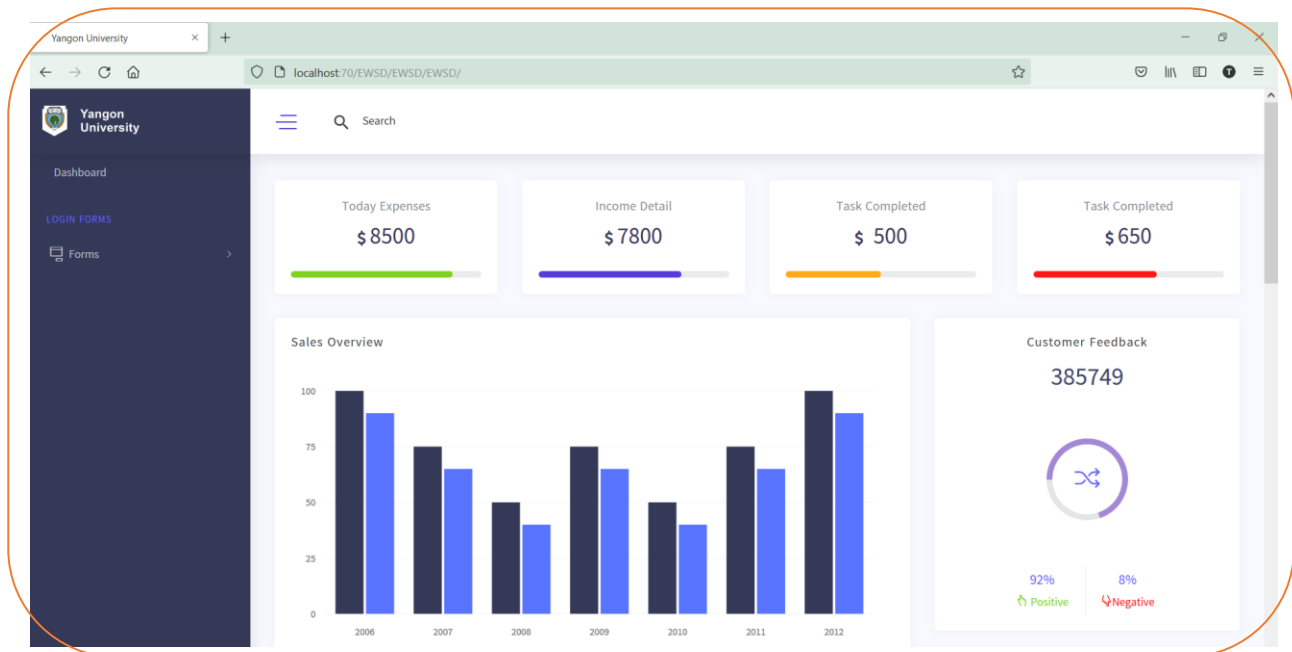 Yangon University
localhost:70/EWSD/EWSD/EWSD/
Yangon
University
Search
Dashboard
LOGIN FORMS
Forms
Today Expenses
$8500
Income Detail
$7800
Task Completed
$ 500
Task Completed
$650
Sales Overview
100
75
50
25
0
2006 2007 2008 2009 2010 2011 2012
Customer Feedback
385749
92% 8%
Positive Negative